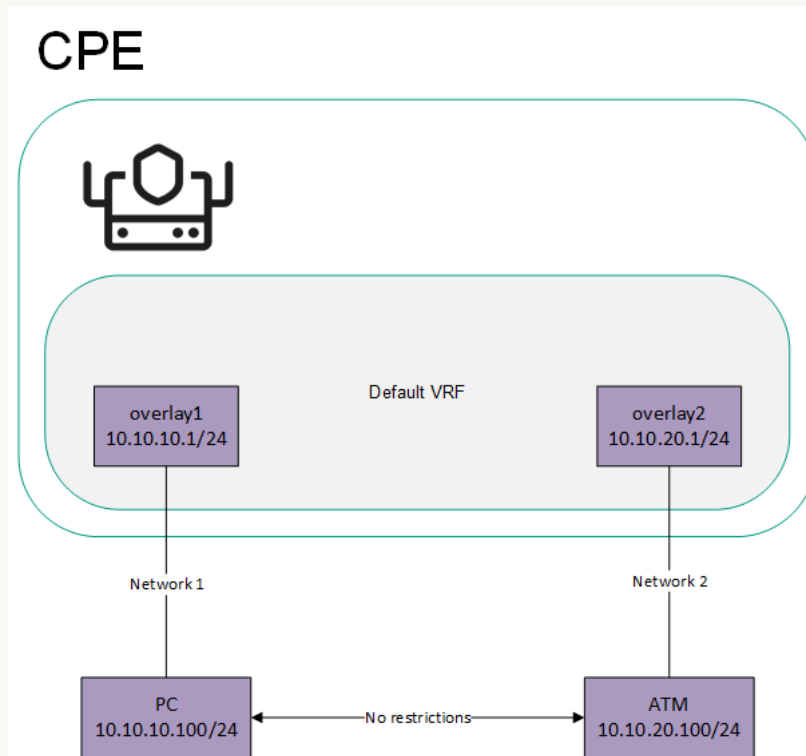 CPE
Default VRF
overlay1
10.10.10.1/24
overlay2
10.10.20.1/24
Network 1
Network 2
PC
10.10.10.100/24
No restrictions
ATM
10.10.20.100/24